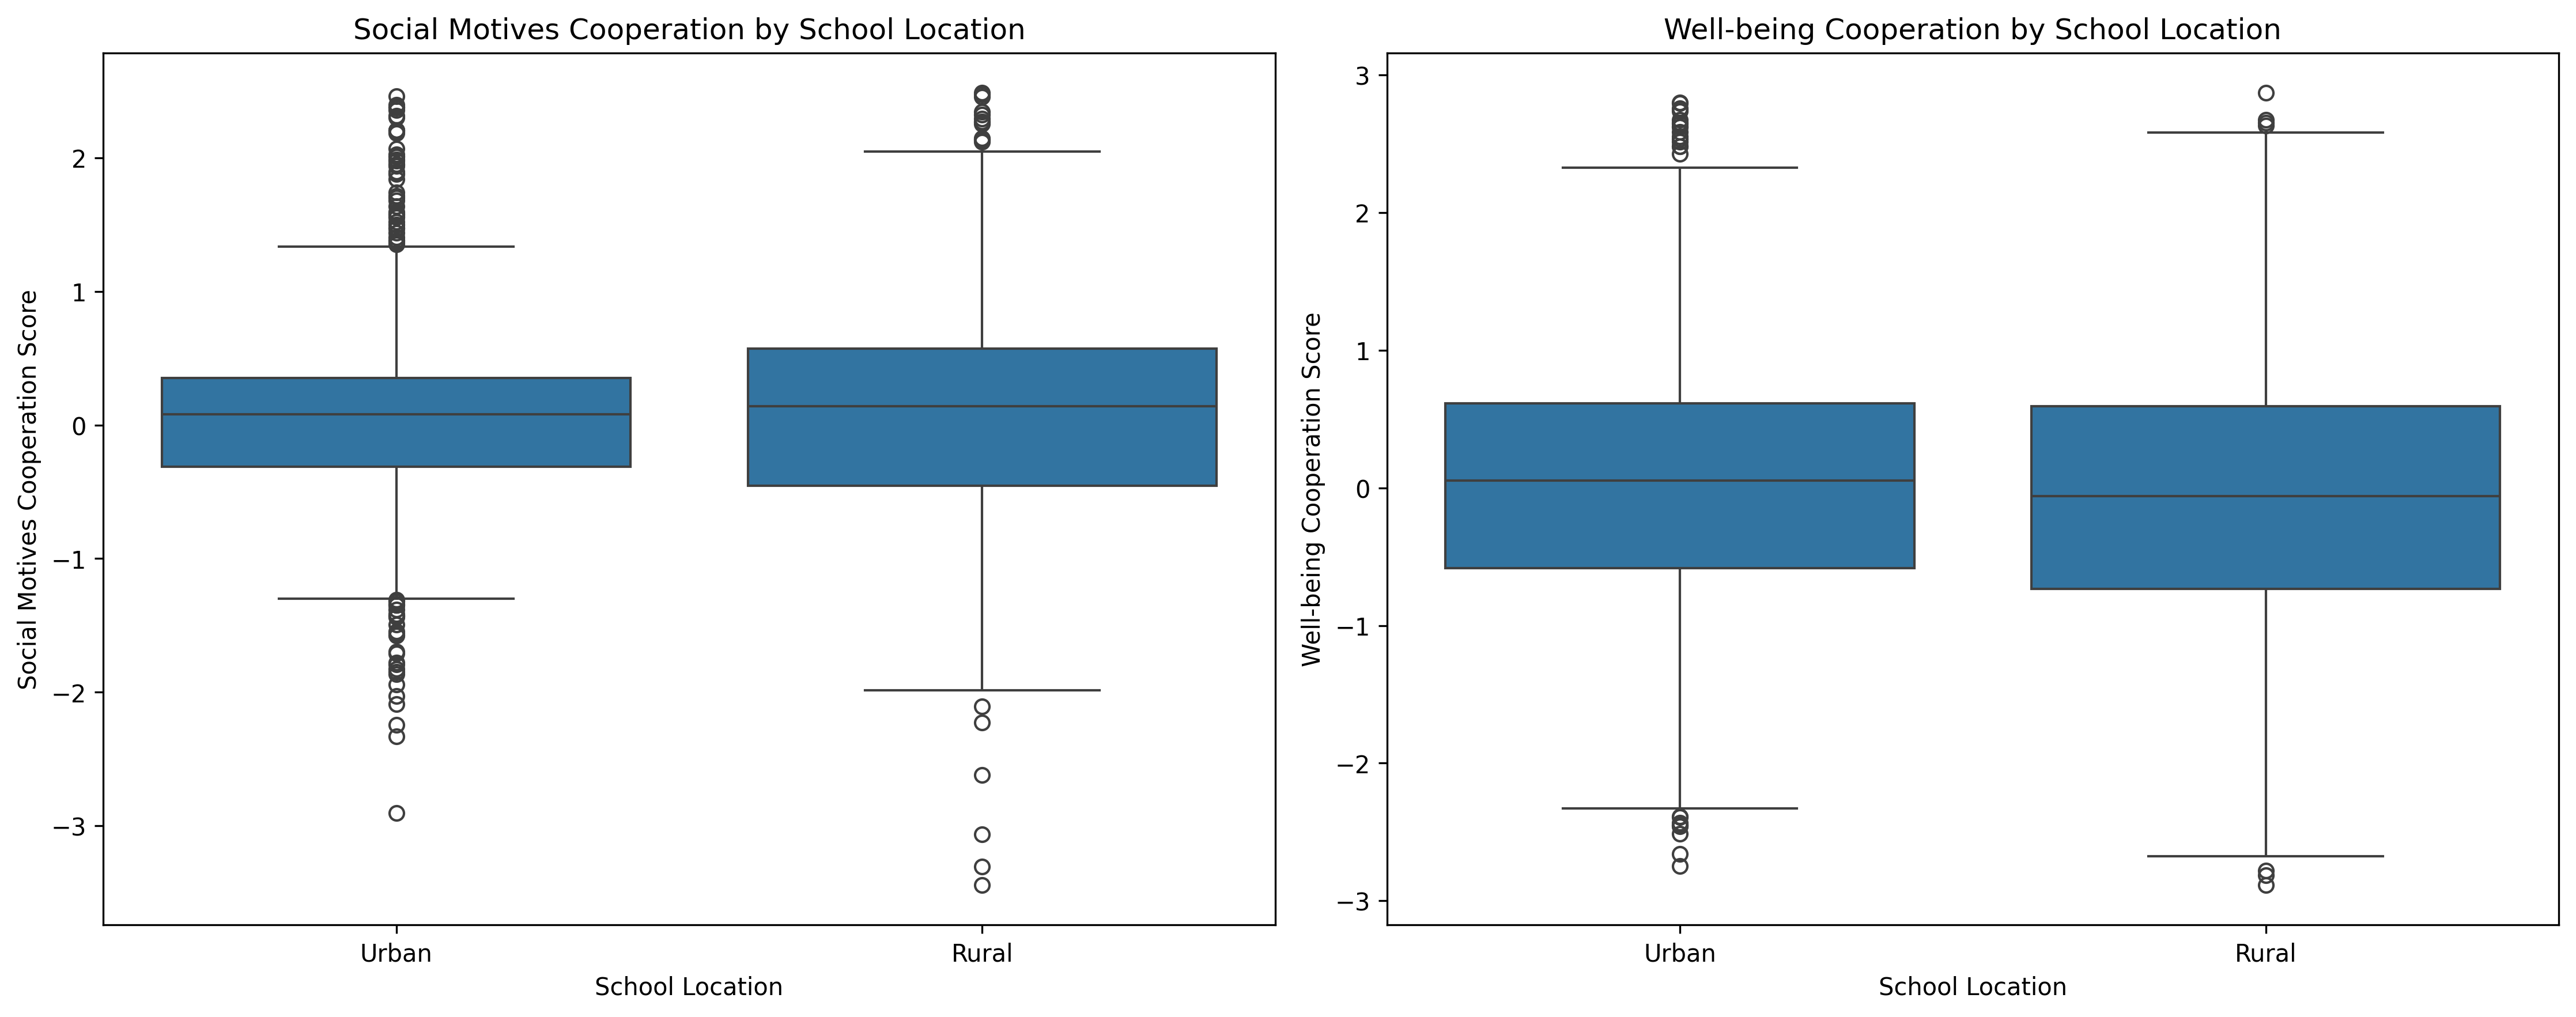 Social Motives Cooperation by School Location
Social Motives Cooperation Score
2
1
0
−1
−2
−3
Urban
Rural
School Location
Well-being Cooperation by School Location
Well-being Cooperation Score
3
2
1
0
−1
−2
−3
Urban
Rural
School Location